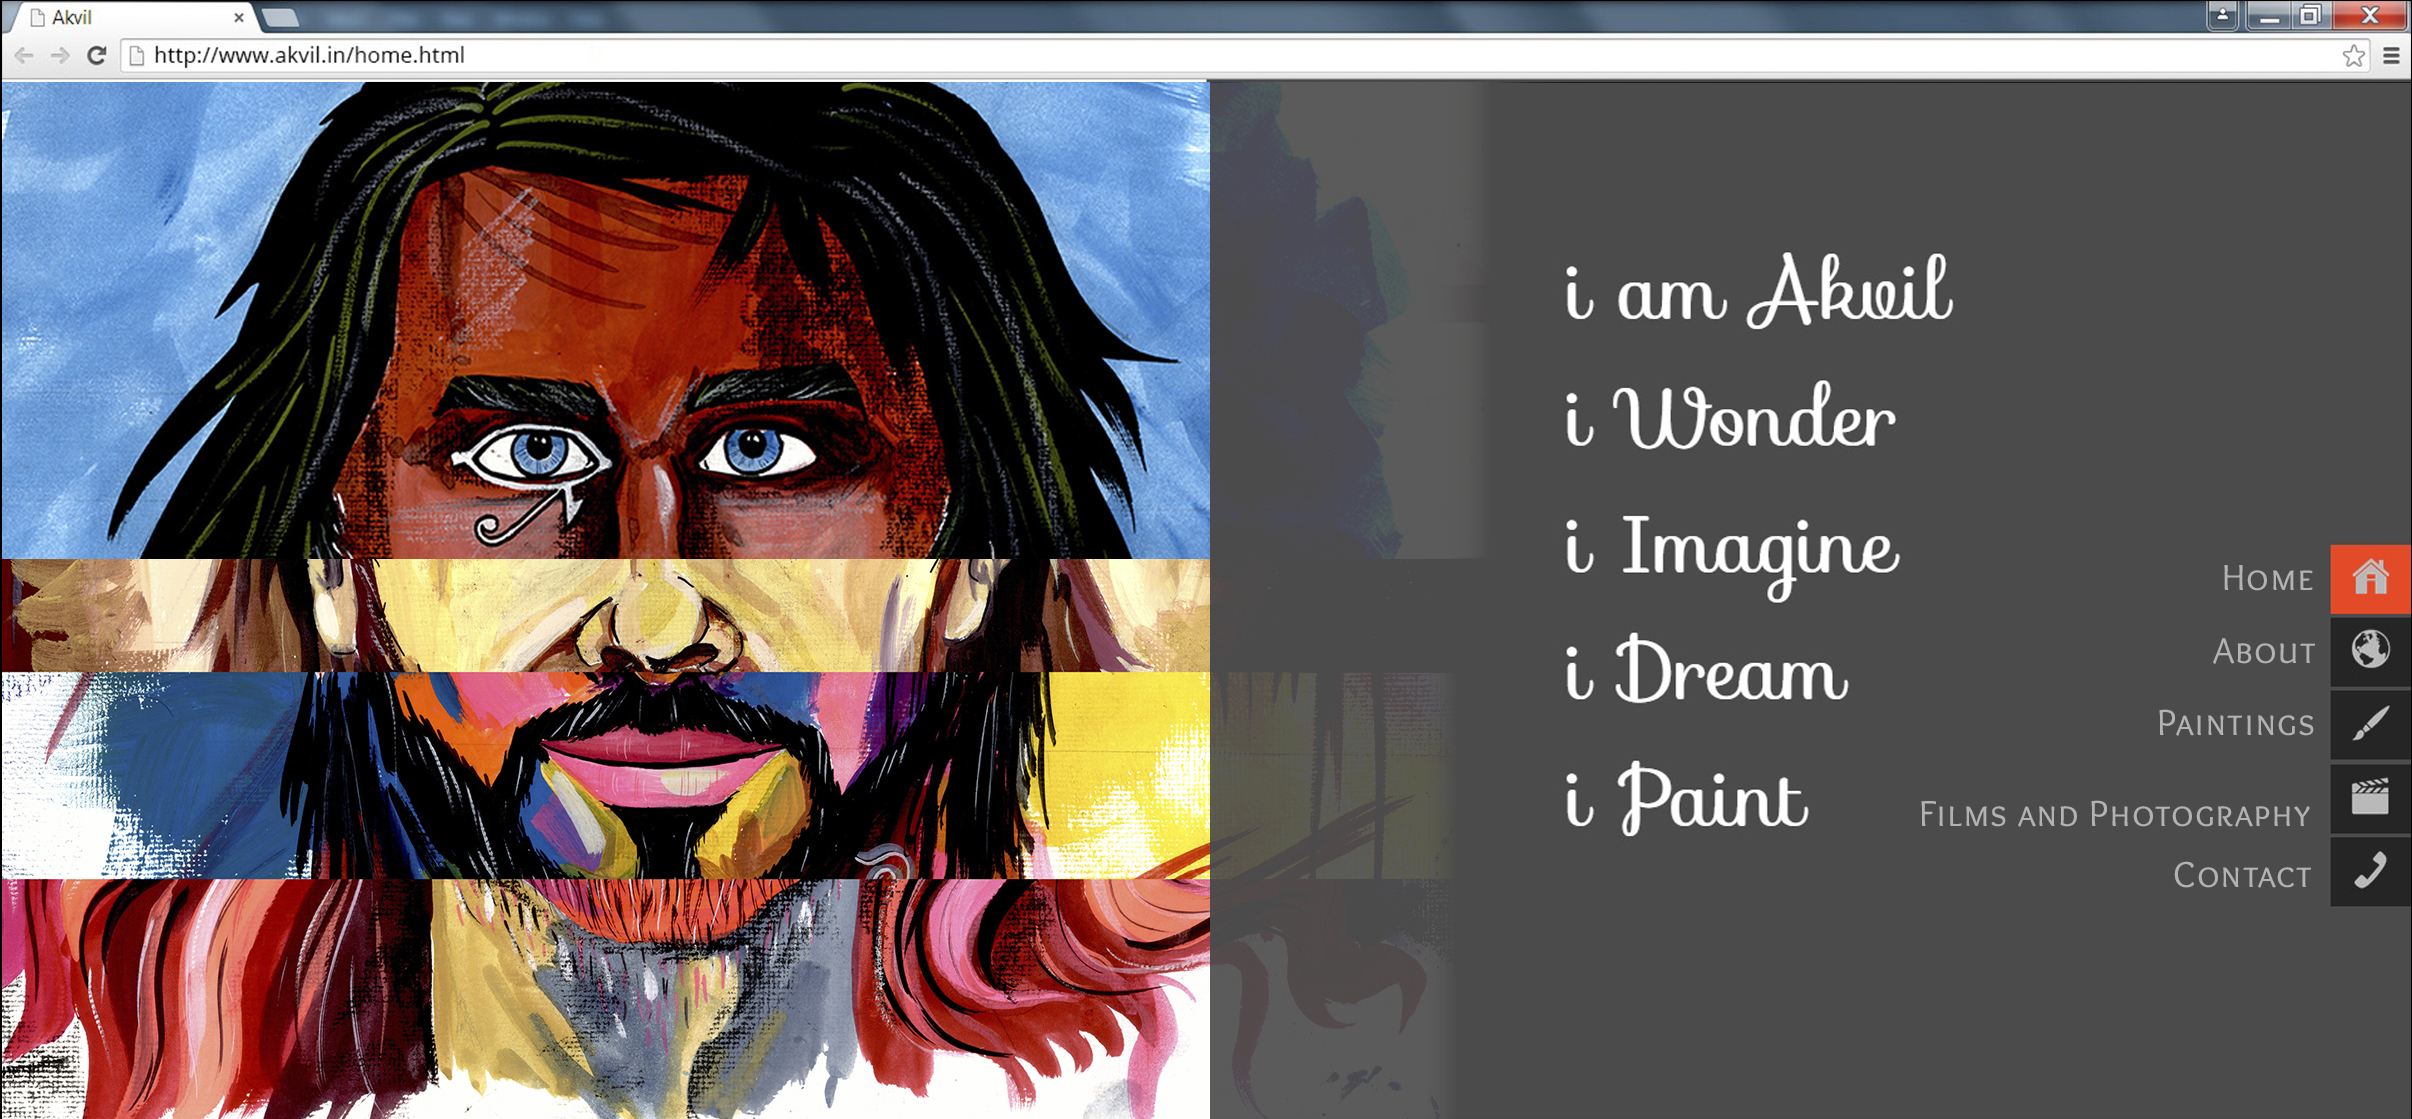 Akvil
http://www.akvil.in/home.html
i am Akvil
i Wonder
i Imagine
i Dream
i Paint
Home
About
Paintings
Films and Photography
Contact